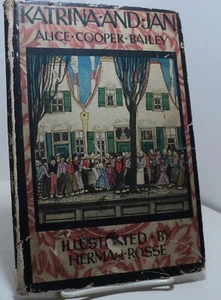 KATRINA·AND·JAN
ALICE·COOPER·BAILEY
ILLUSTRATED·BY
HERMAN·ROSSE